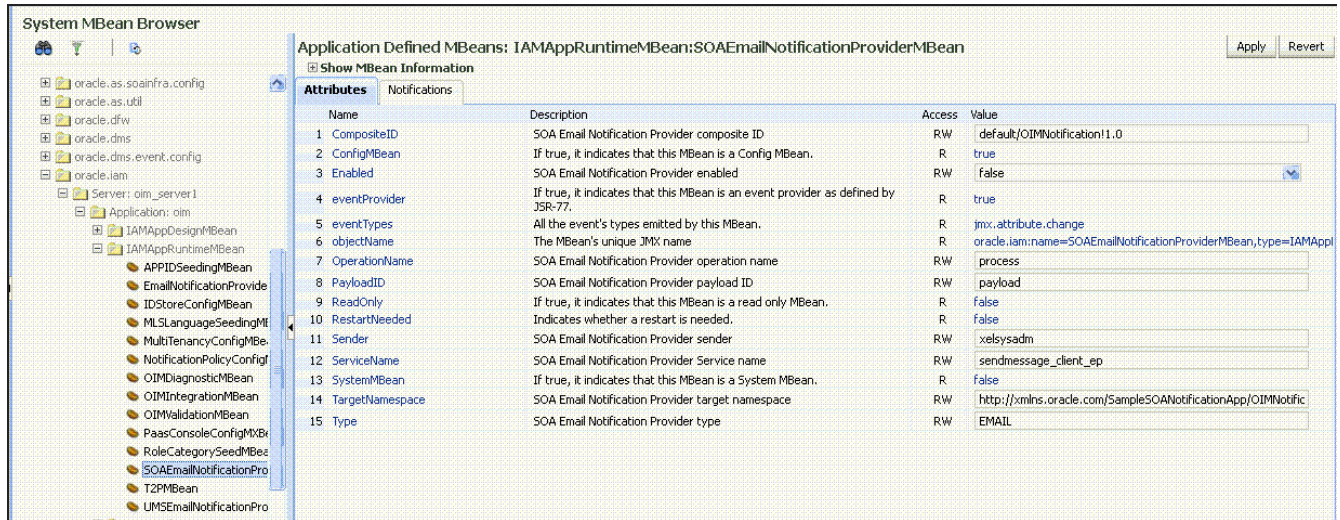 System MBean Browser
oracle.as.soainfra.config
oracle.as.util
oracle.dfw
oracle.dms
oracle.dms.event.config
oracle.iam
Server: oim_server1
Application: oim
IAMAppDesignMBean
IAMAppRuntimeMBean
APPIDSeedingMBean
EmailNotificationProvide
IDStoreConfigMBean
MLSLanguageSeedingME
MultiTenancyConfigMBe
NotificationPolicyConfigM
OIMDiagnosticMBean
OIMIntegrationMBean
OIMValidationMBean
PaasConsoleConfigMXBe
RoleCategorySeedMBea
SOAEmailNotificationPro
T2PMBean
UMSEmailNotificationPro
Application Defined MBeans: IAMAppRuntimeMBean:SOAEmailNotificationProviderMBean
Apply Revert
Show MBean Information
Attributes Notifications
Name Description Access Value
1 CompositeID SOA Email Notification Provider composite ID RW default/OIMNotification!1.0
2 ConfigMBean If true, it indicates that this MBean is a Config MBean. R true
3 Enabled SOA Email Notification Provider enabled RW false
4 eventProvider If true, it indicates that this MBean is an event provider as defined by R true
JSR-77.
5 eventTypes All the event's types emitted by this MBean. R jmx.attribute.change
6 objectName The MBean's unique JMX name R oracle.iam:name=SOAEmailNotificationProviderMBean,type=IAMAppl
7 OperationName SOA Email Notification Provider operation name RW process
8 PayloadID SOA Email Notification Provider payload ID RW payload
9 ReadOnly If true, it indicates that this MBean is a read only MBean. R false
10 RestartNeeded Indicates whether a restart is needed. R false
11 Sender SOA Email Notification Provider sender RW xelsysadm
12 ServiceName SOA Email Notification Provider Service name RW sendmessage_client_ep
13 SystemMBean If true, it indicates that this MBean is a System MBean. R false
14 TargetNamespace SOA Email Notification Provider target namespace RW http://xmlns.oracle.com/SampleSOANotificationApp/OIMNotific
15 Type SOA Email Notification Provider type RW EMAIL